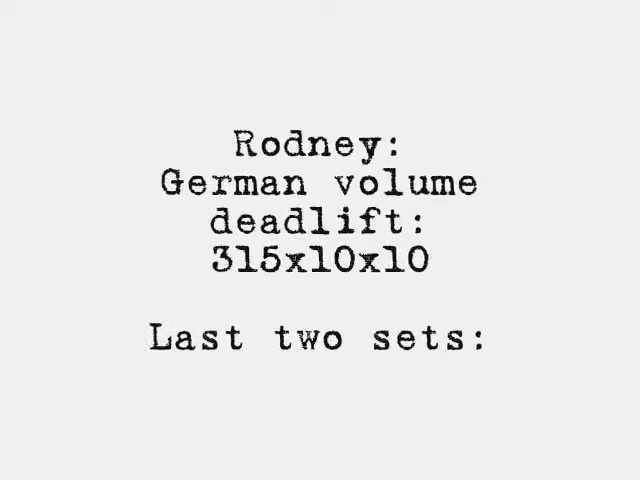 Rodney:
German volume
deadlift:
315x10x10
Last two sets: